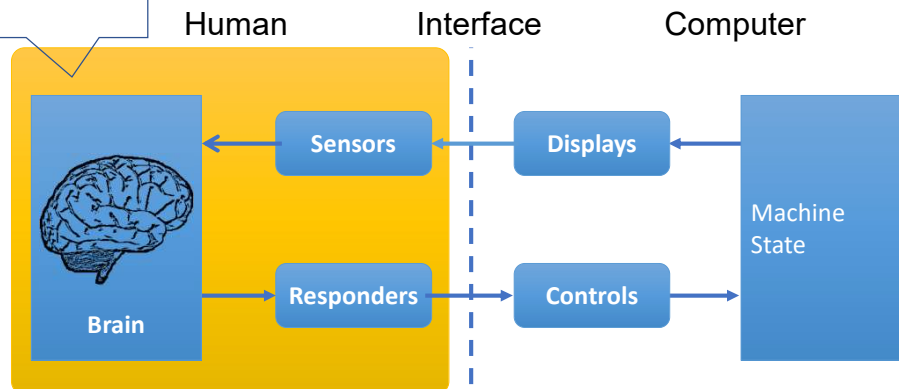 Human Interface Computer
Sensors Displays
Machine
State
Responders Controls
Brain